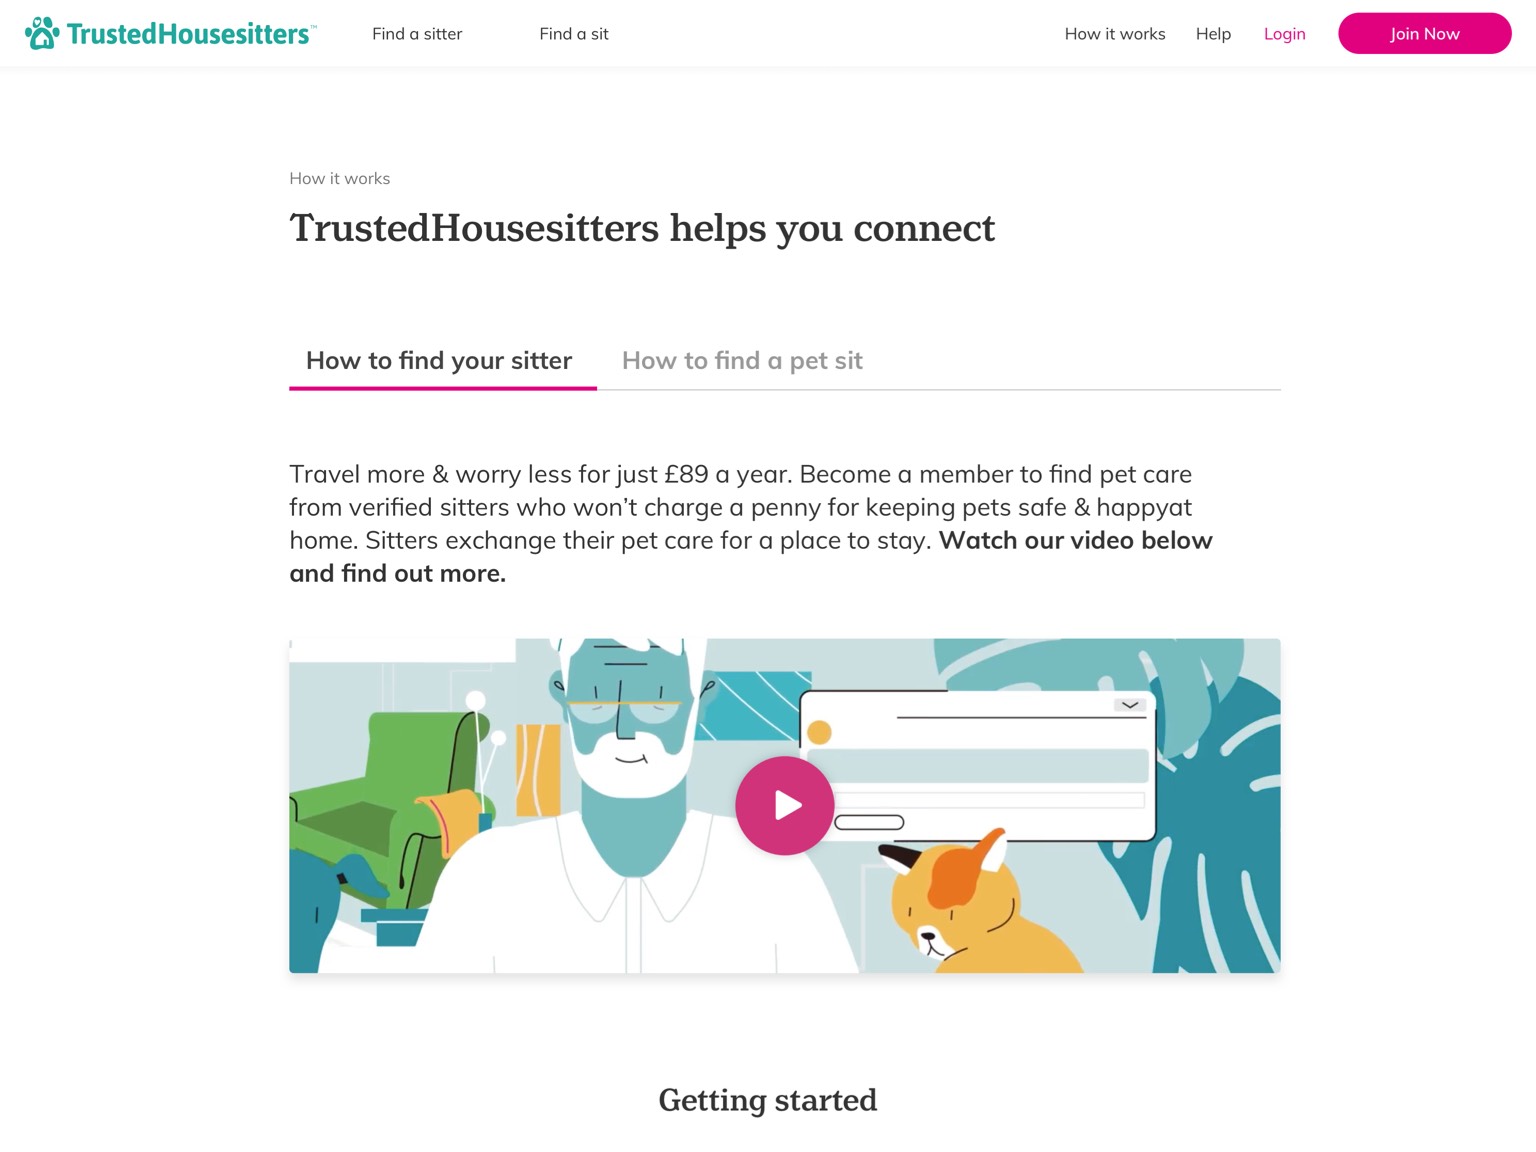 TrustedHousesitters™ Find a sitter Find a sit How it works Help Login Join Now
How it works
TrustedHousesitters helps you connect
How to find your sitter How to find a pet sit
Travel more & worry less for just £89 a year. Become a member to find pet care
from verified sitters who won’t charge a penny for keeping pets safe & happyat
home. Sitters exchange their pet care for a place to stay. Watch our video below
and find out more.
Getting started